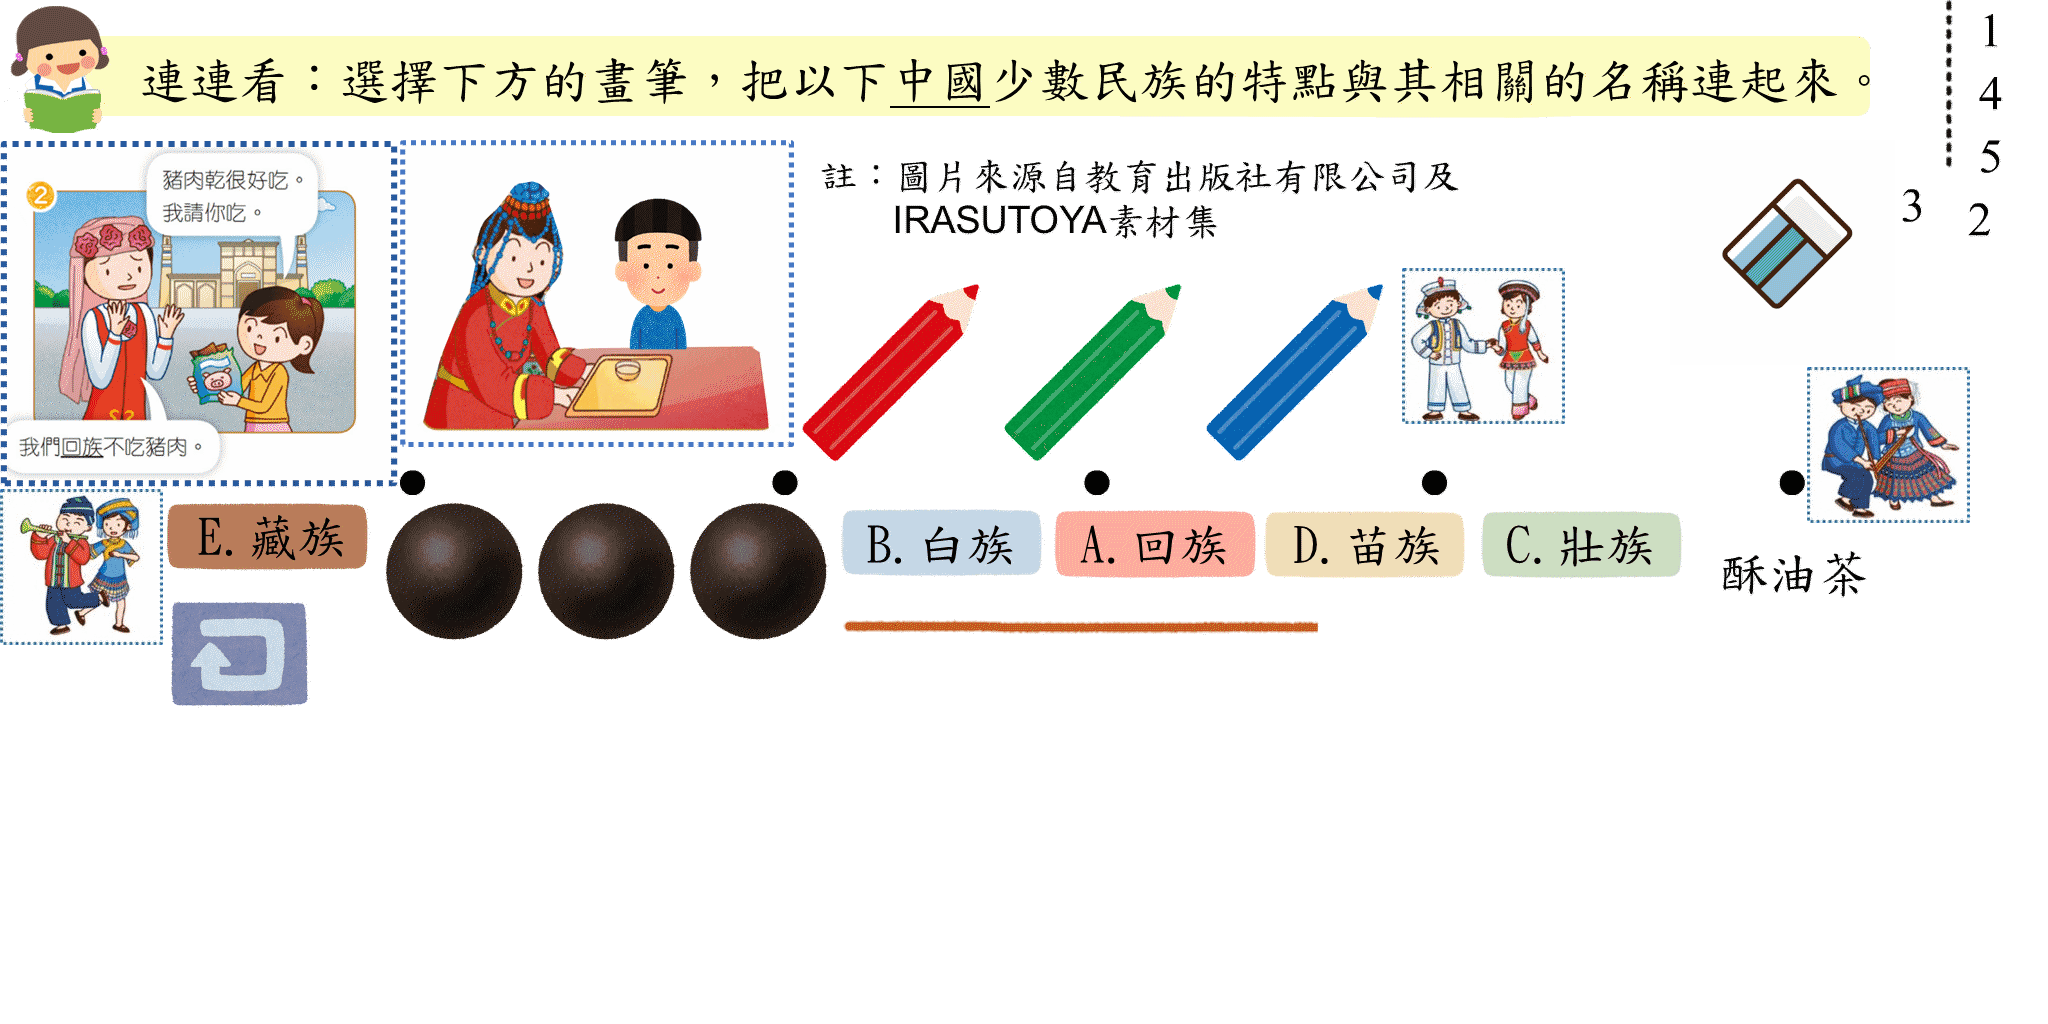 連連看：選擇下方的畫筆，把以下中國少數民族的特點與其相關的名稱連起來。
1
4
5
3
2
2
豬肉乾很好吃。
我請你吃。
我們回族不吃豬肉。
註：圖片來源自教育出版社有限公司及
IRASUTOYA素材集
E.藏族
B.白族
A.回族
D.苗族
C.壯族
酥油茶